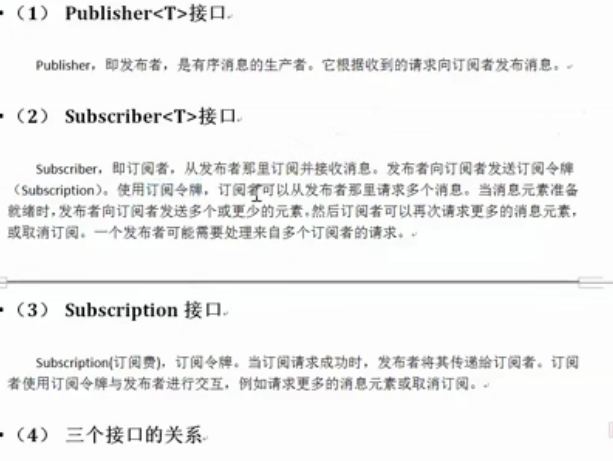 （1） Publisher<T>接口
Publisher，即发布者，是有序消息的生产者。它根据收到的请求向订阅者发布消息。
（2） Subscriber<T>接口
Subscriber，即订阅者，从发布者那里订阅并接收消息。发布者向订阅者发送订阅令牌
（Subscription）。使用订阅令牌，订阅者可以从发布者那里请求多个消息。当消息元素准备
就绪时，发布者向订阅者发送多个或更少的元素，然后订阅者可以再次请求更多的消息元素，
或取消订阅。一个发布者可能需要处理来自多个订阅者的请求。
（3） Subscription 接口
Subscription(订阅费)，订阅令牌。当订阅请求成功时，发布者将其传递给订阅者。订阅
者使用订阅令牌与发布者进行交互，例如请求更多的消息元素或取消订阅。
（4） 三个接口的关系